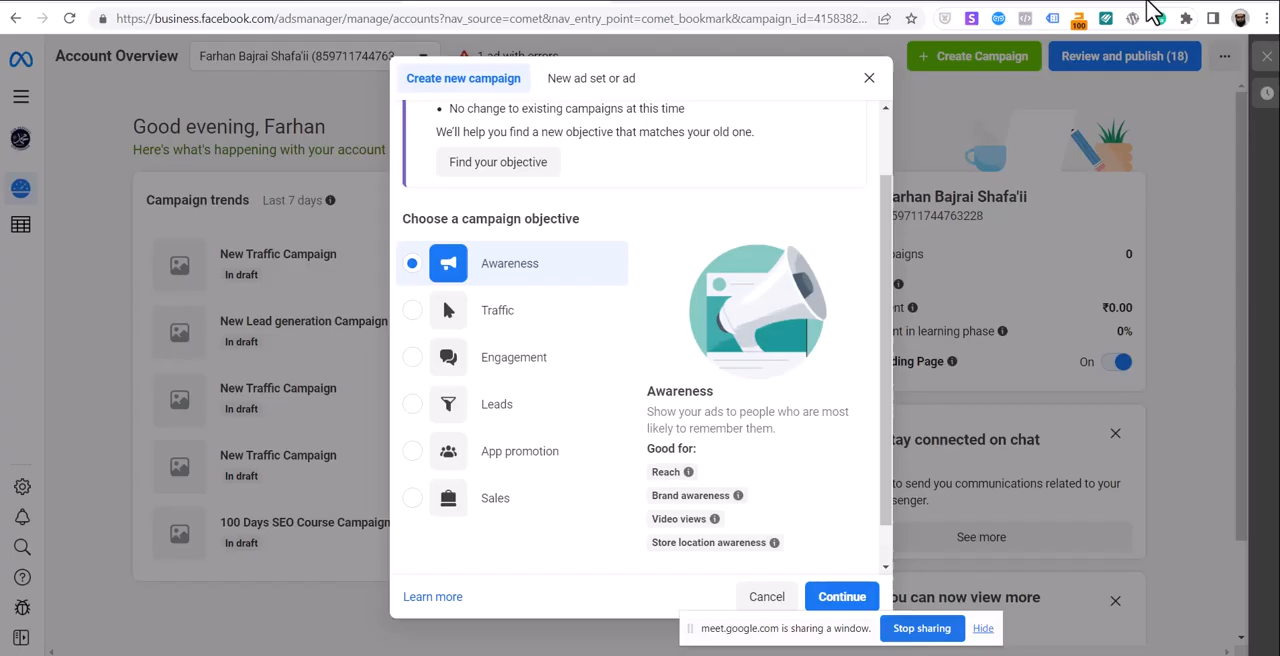 https://business.facebook.com/adsmanager/manage/accounts?nav_source=comet&nav_entry_point=comet_bookmark&campaign_id=4158382...
S
100
Account Overview
Farhan Bajrai Shafa'ii (859711744763
1 ad with errors
+ Create Campaign
Review and publish (18)
...
Create new campaign
New ad set or ad
Good evening, Farhan
Here's what's happening with your account
Campaign trends
Last 7 days
New Traffic Campaign
In draft
New Lead generation Campaign
In draft
New Traffic Campaign
In draft
New Traffic Campaign
In draft
100 Days SEO Course Campaign
In draft
• No change to existing campaigns at this time
We'll help you find a new objective that matches your old one.
Find your objective
Choose a campaign objective
Awareness
Traffic
Engagement
Leads
App promotion
Sales
Awareness
Show your ads to people who are most
likely to remember them.
Good for:
Reach
Brand awareness
Video views
Store location awareness
Learn more
Cancel
Continue
arhan Bajrai Shafa'ii
59711744763228
aigns
0
nt
₹0.00
nt in learning phase
0%
ding Page
On
tay connected on chat
to send you communications related to your
senger.
See more
ou can now view more
meet.google.com is sharing a window.
Stop sharing
Hide